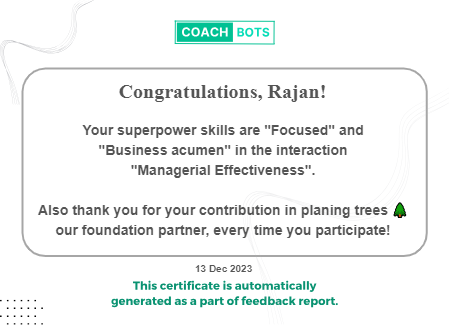 COACH BOTS
Congratulations, Rajan!
Your superpower skills are "Focused" and
"Business acumen" in the interaction
"Managerial Effectiveness".
Also thank you for your contribution in planing trees 🌲
our foundation partner, every time you participate!
13 Dec 2023
This certificate is automatically
generated as a part of feedback report.